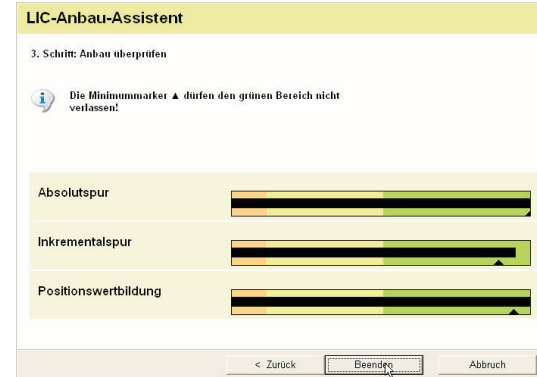 LIC-Anbau-Assistent
3. Schritt: Anbau überprüfen
Die Minimummarker ▲ dürfen den grünen Bereich nicht
verlassen!
Absolutspur
Inkrementalspur
Positionswertbildung
< Zurück Beenden Abbruch